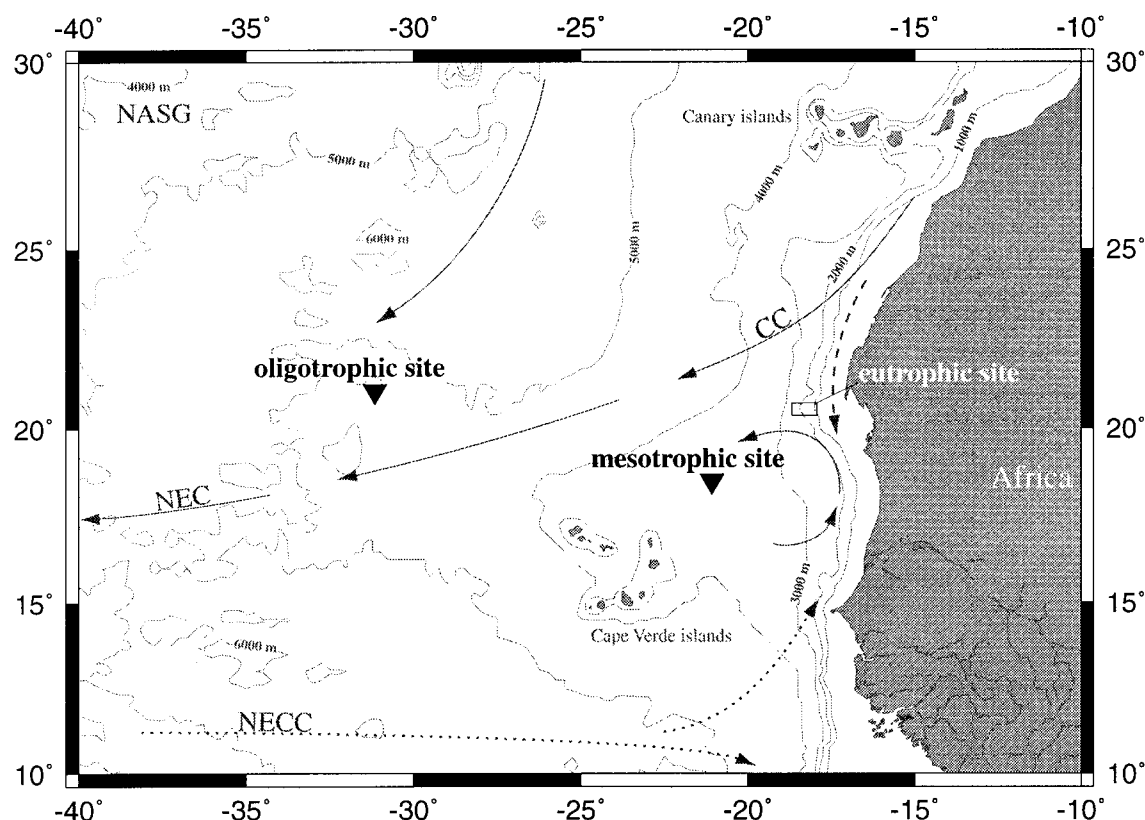 -40° -35° -30° -25° -20° -15° -10°
30° 30°
4000 m
NASG
Canary islands
1000 m
5000 m
4000 m
6000 m
5000 m
25° 25°
2000 m
CC
oligotrophic site
eutrophic site
20° 20°
mesotrophic site
Africa
NEC
3000 m
15° 15°
Cape Verde islands
6000 m
NECC
10° 10°
-40° -35° -30° -25° -20° -15° -10°